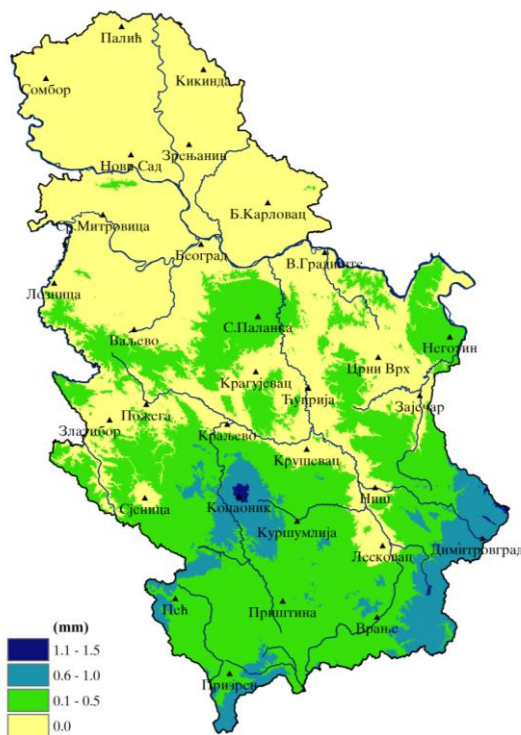 Палић
Сомбор
Кикинда
Зрењанин
Нови Сад
Б.Карловац
Ср.Митровица
Београд
В.Градиште
Лозница
С.Паланка
Ваљево
Неготин
Црни Врх
Крагујевац
Ћуприја
Зајечар
Пожега
Златибор
Краљево
Крушевац
Ниш
Сјеница
Копаоник
Куршумлија
Димитровград
Лесковац
Пећ
Приштина
Врање
Призрен
(mm)
1.1 - 1.5
0.6 - 1.0
0.1 - 0.5
0.0